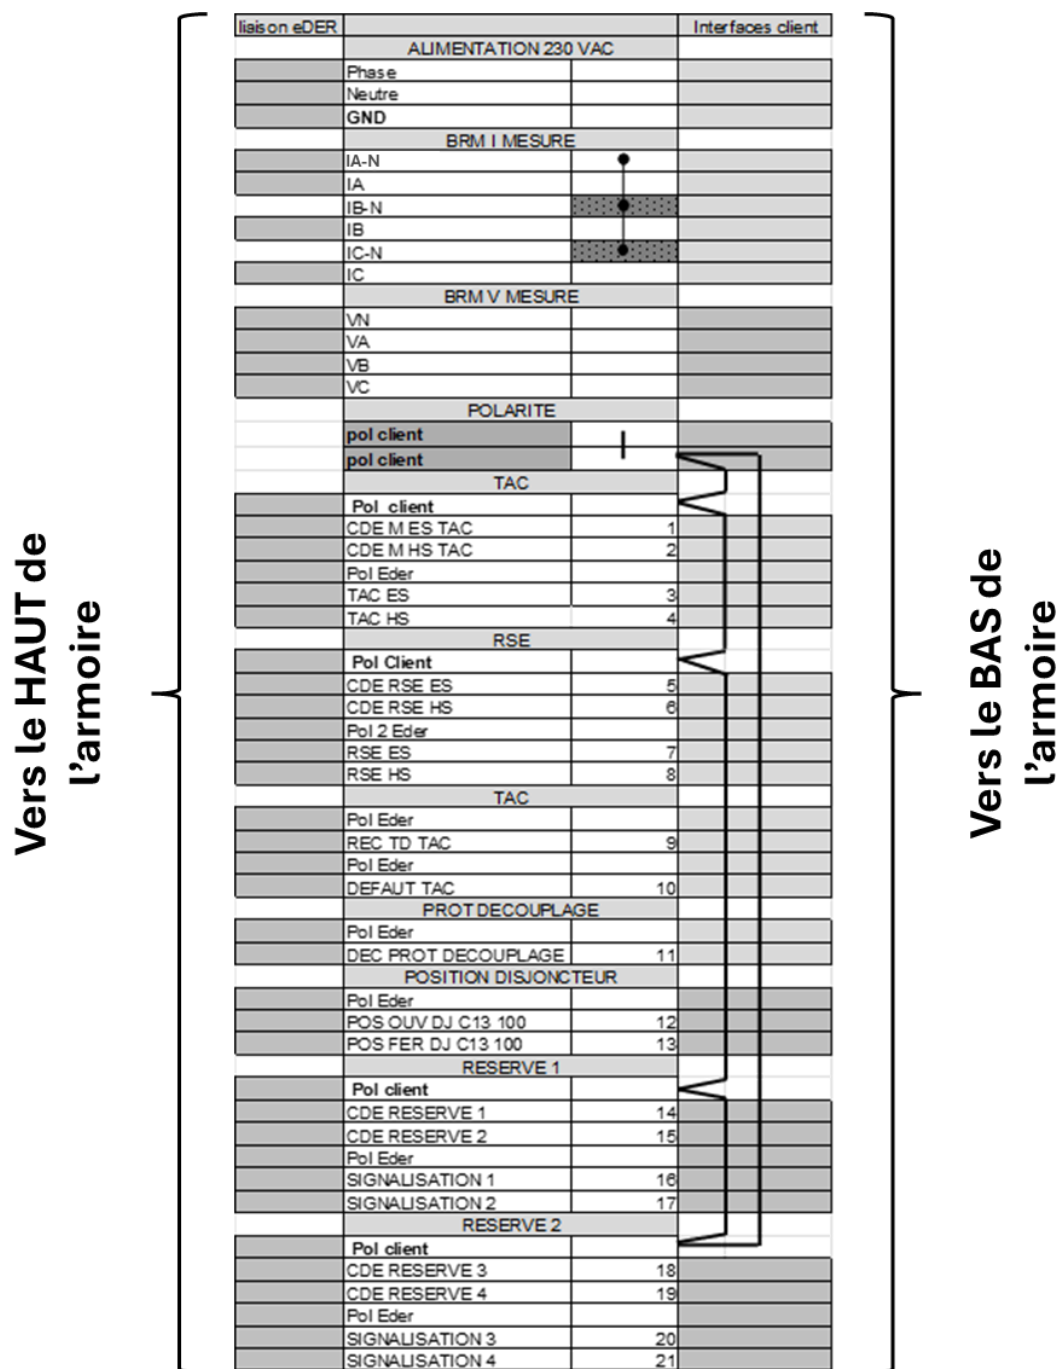 liaison eDER Interfaces client
ALIMENTATION 230 VAC
Phase
Neutre
GND
BRM I MESURE
IA-N
IA
IB-N
IB
IC-N
IC
BRM V MESURE
VN
VA
VB
VC
POLARITE
pol client
pol client
TAC
Pol client
CDE M ES TAC 1
CDE M HS TAC 2
Pol Eder
TAC ES 3
TAC HS 4
RSE
Pol Client
CDE RSE ES 5
CDE RSE HS 6
Pol 2 Eder
RSE ES 7
RSE HS 8
TAC
Pol Eder
REC TD TAC 9
Pol Eder
DEFAUT TAC 10
PROT DECOUPLAGE
Pol Eder
DEC PROT DECOUPLAGE 11
POSITION DISJONCTEUR
Pol Eder
POS OUV DJ C13 100 12
POS FER DJ C13 100 13
RESERVE 1
Pol client
CDE RESERVE 1 14
CDE RESERVE 2 15
Pol Eder
SIGNALISATION 1 16
SIGNALISATION 2 17
RESERVE 2
Pol client
CDE RESERVE 3 18
CDE RESERVE 4 19
Pol Eder
SIGNALISATION 3 20
SIGNALISATION 4 21
Vers le HAUT de
l'armoire
Vers le BAS de
l'armoire